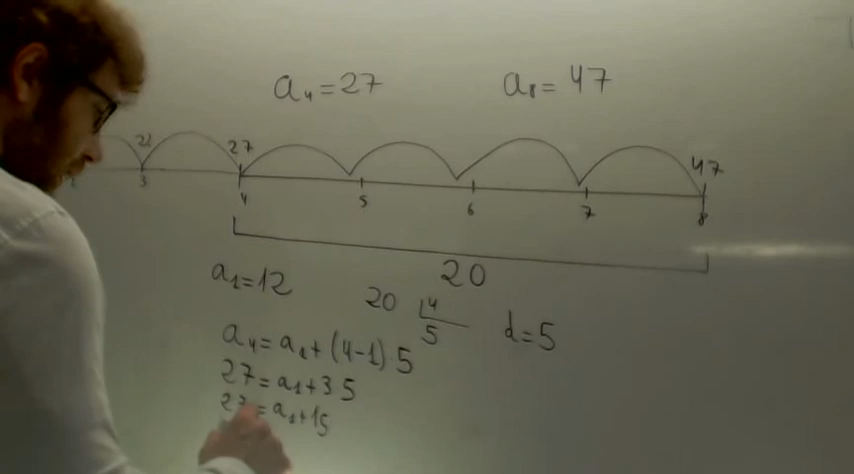 a₄=27 a₈=47
22 27 47
3 4 5 6 7 8
20
a₁=12
20 4
5
d=5
a₄=a₁+(4-1)5
27=a₁+3 5
27=a₁+15